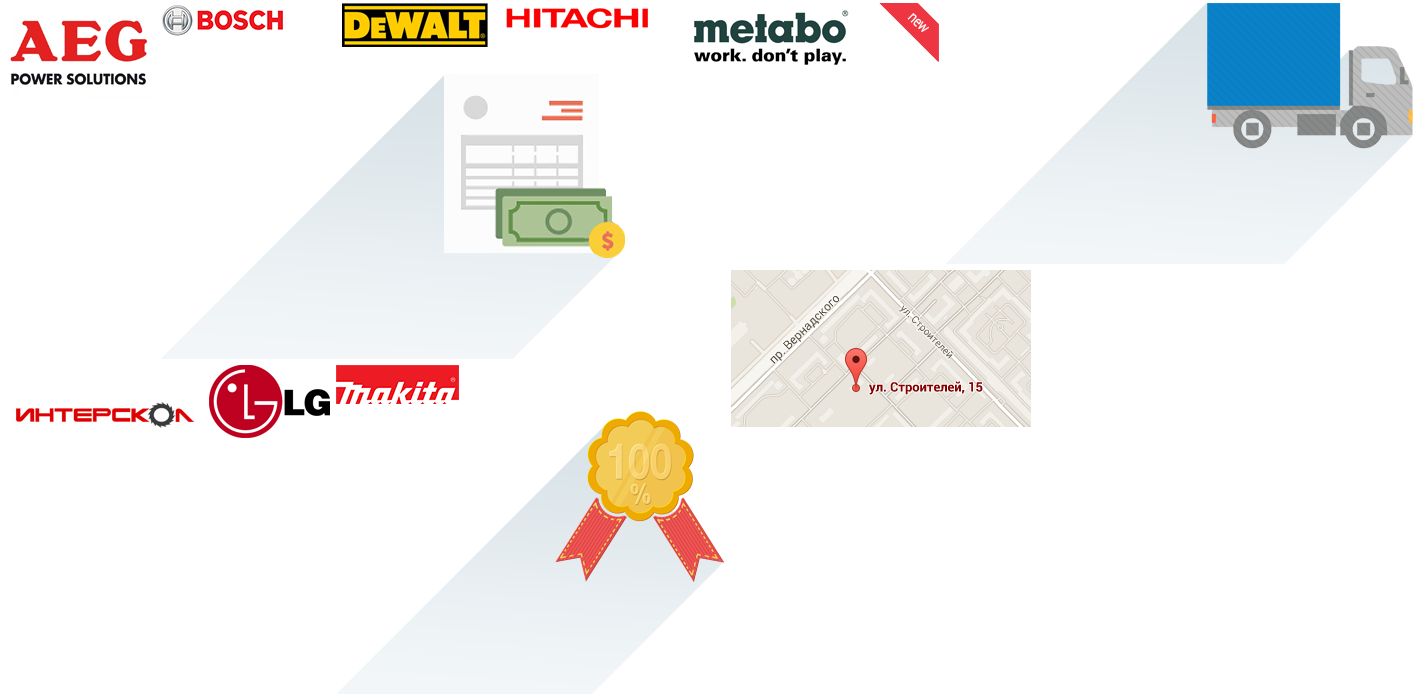 AEG
POWER SOLUTIONS
BOSCH
DEWALT
HITACHI
metabo
work. don't play.
new
$
пр. Вернадского
ул. Строителей
ул. Строителей, 15
ИНТЕРСКОЛ
LG
makita
100
%